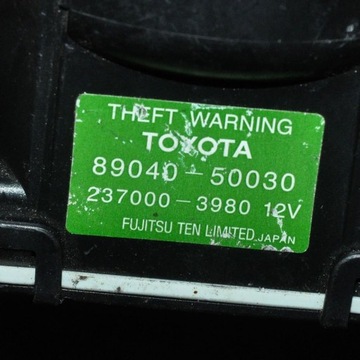 THEFT WARNING
TOYOTA
89040-50030
237000-3980 12V
FUJITSU TEN LIMITED. JAPAN